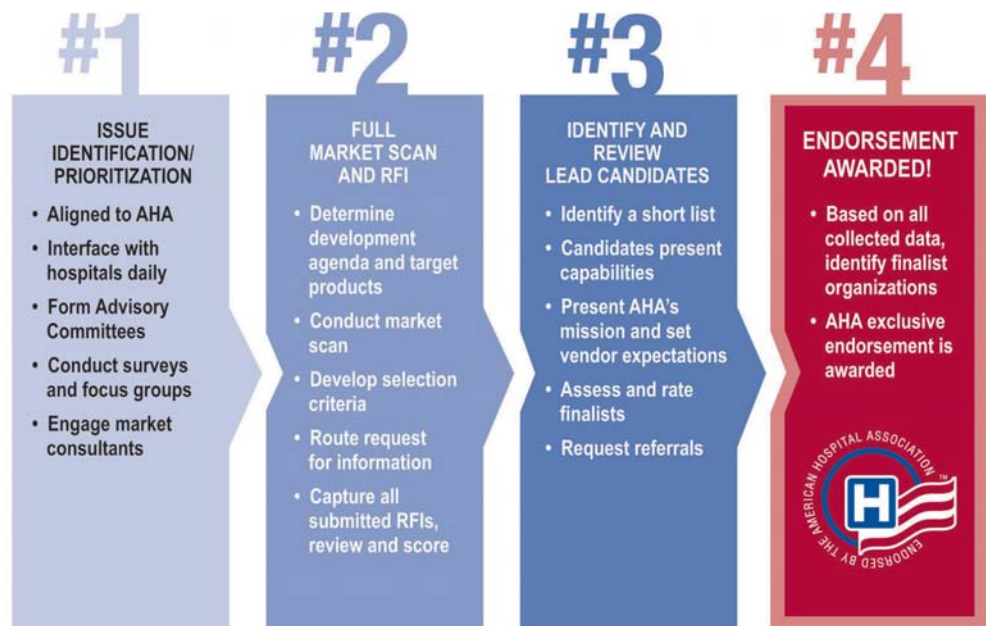 #1
ISSUE
IDENTIFICATION/
PRIORITIZATION
• Aligned to AHA
• Interface with
hospitals daily
• Form Advisory
Committees
• Conduct surveys
and focus groups
• Engage market
consultants
#2
FULL
MARKET SCAN
AND RFI
• Determine
development
agenda and target
products
• Conduct market
scan
• Develop selection
criteria
• Route request
for information
• Capture all
submitted RFIs,
review and score
#3
IDENTIFY AND
REVIEW
LEAD CANDIDATES
• Identify a short list
• Candidates present
capabilities
• Present AHA's
mission and set
vendor expectations
• Assess and rate
finalists
• Request referrals
#4
ENDORSEMENT
AWARDED!
• Based on all
collected data,
identify finalist
organizations
• AHA exclusive
endorsement is
awarded
ENDORSED BY THE AMERICAN HOSPITAL ASSOCIATION
H
TM